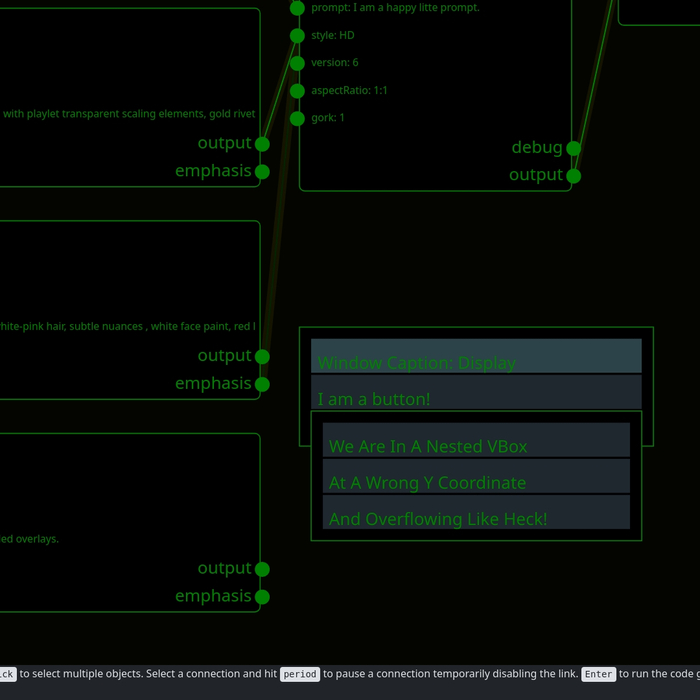 prompt: I am a happy litte prompt.
style: HD
version: 6
aspectRatio: 1:1
gork: 1
debug
output
with playlet transparent scaling elements, gold rivet
output
emphasis
hite-pink hair, subtle nuances , white face paint, red l
output
emphasis
Window Caption: Display
I am a button!
We Are In A Nested VBox
At A Wrong Y Coordinate
And Overflowing Like Heck!
ed overlays.
output
emphasis
ck to select multiple objects. Select a connection and hit period to pause a connection temporarily disabling the link. Enter to run the code